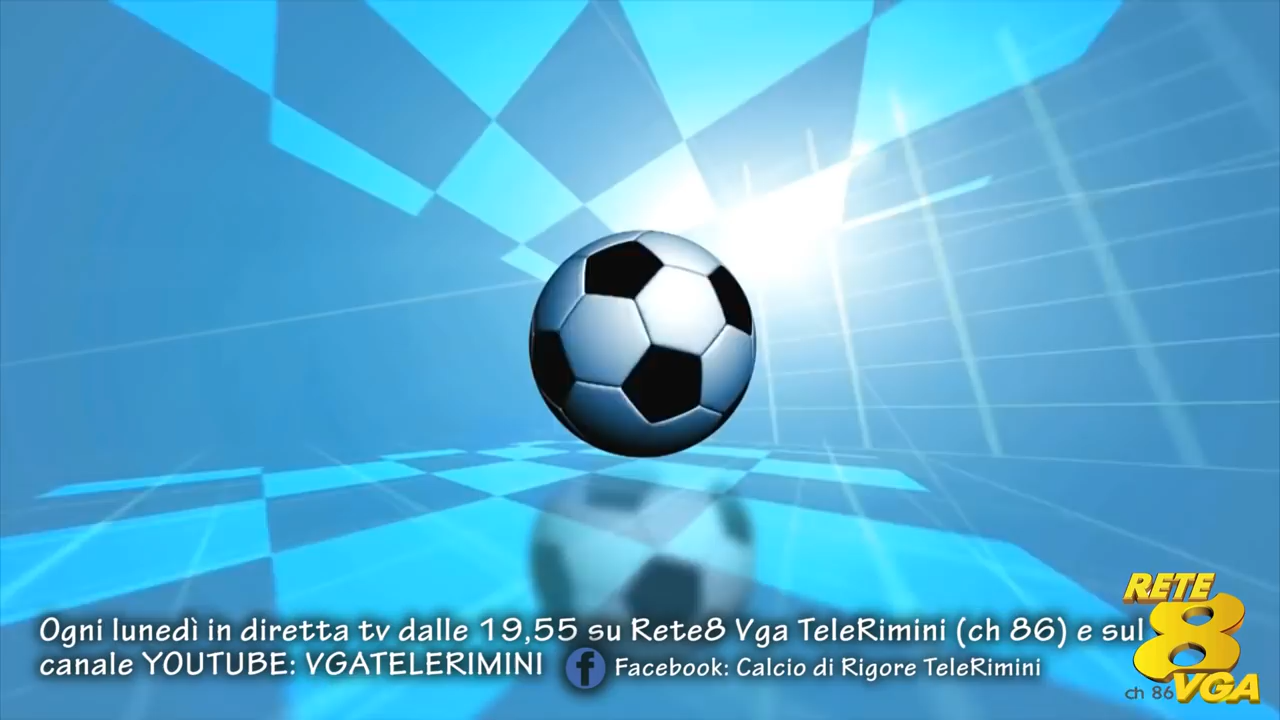 Ogni lunedì in diretta tv dalle 19,55 su Rete8 Vga TeleRimini (ch 86) e sul
canale YOUTUBE: VGATELERIMINI
Facebook: Calcio di Rigore TeleRimini
RETE
8
ch 86 VGA